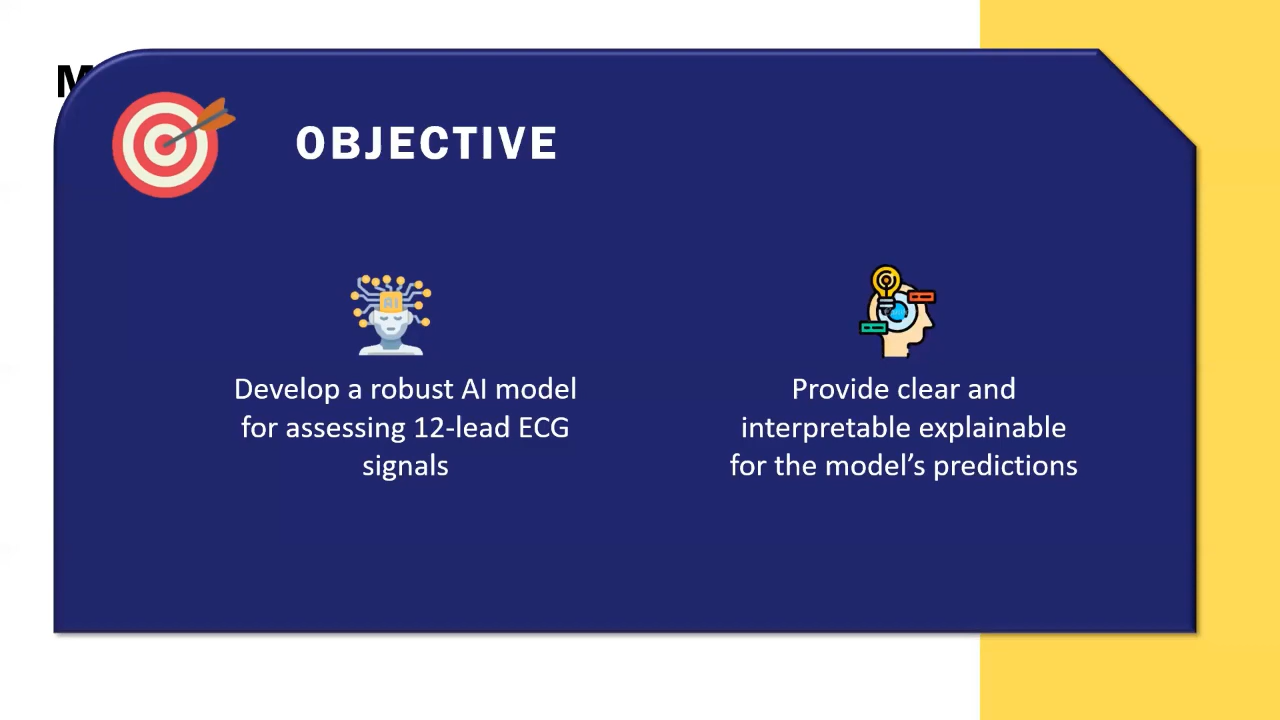 M
OBJECTIVE
AI
Develop a robust AI model
for assessing 12-lead ECG
signals
Provide clear and
interpretable explainable
for the model's predictions